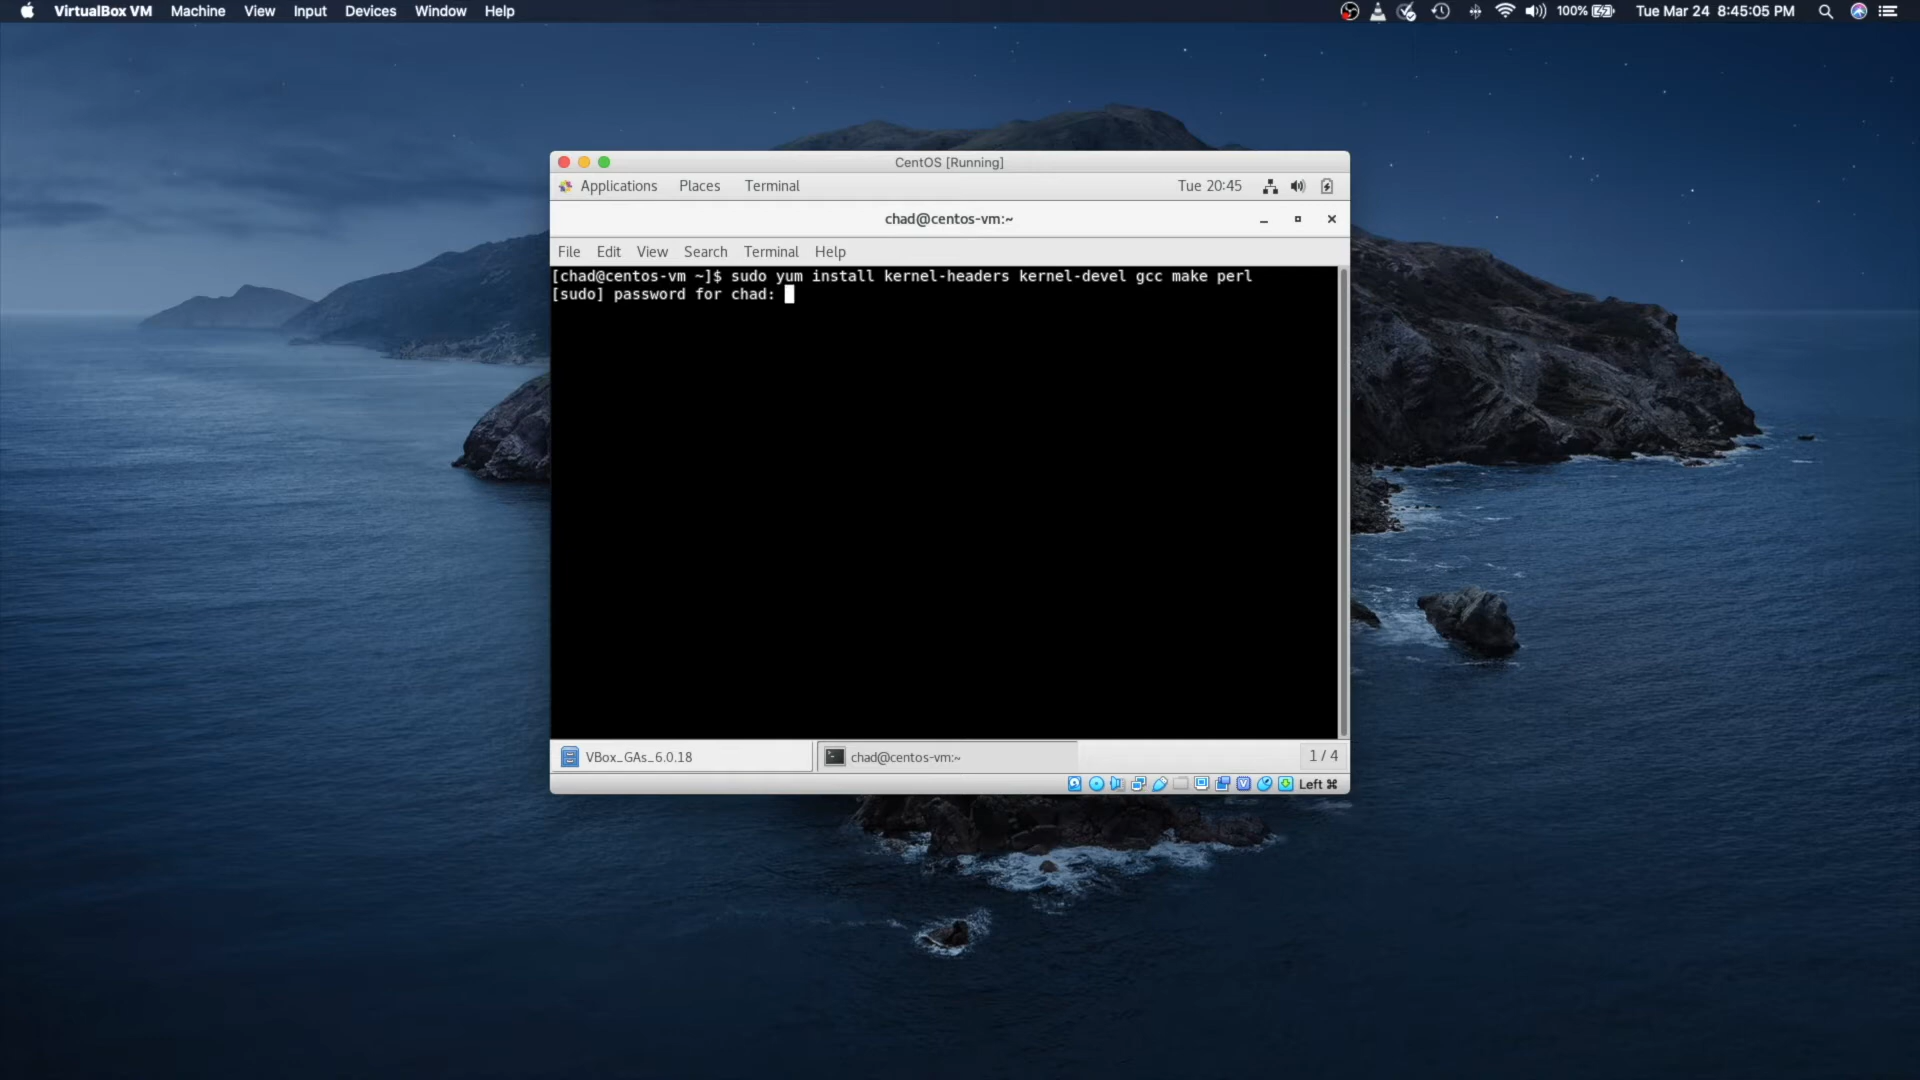 VirtualBox VM Machine View Input Devices Window Help 100% Tue Mar 24 8:45:05 PM
CentOS [Running]
Applications Places Terminal Tue 20:45
chad@centos-vm:~
File Edit View Search Terminal Help
[chad@centos-vm ~]$ sudo yum install kernel-headers kernel-devel gcc make perl
[sudo] password for chad:
VBox_GAs_6.0.18 chad@centos-vm:~ 1 / 4
Left ⌘